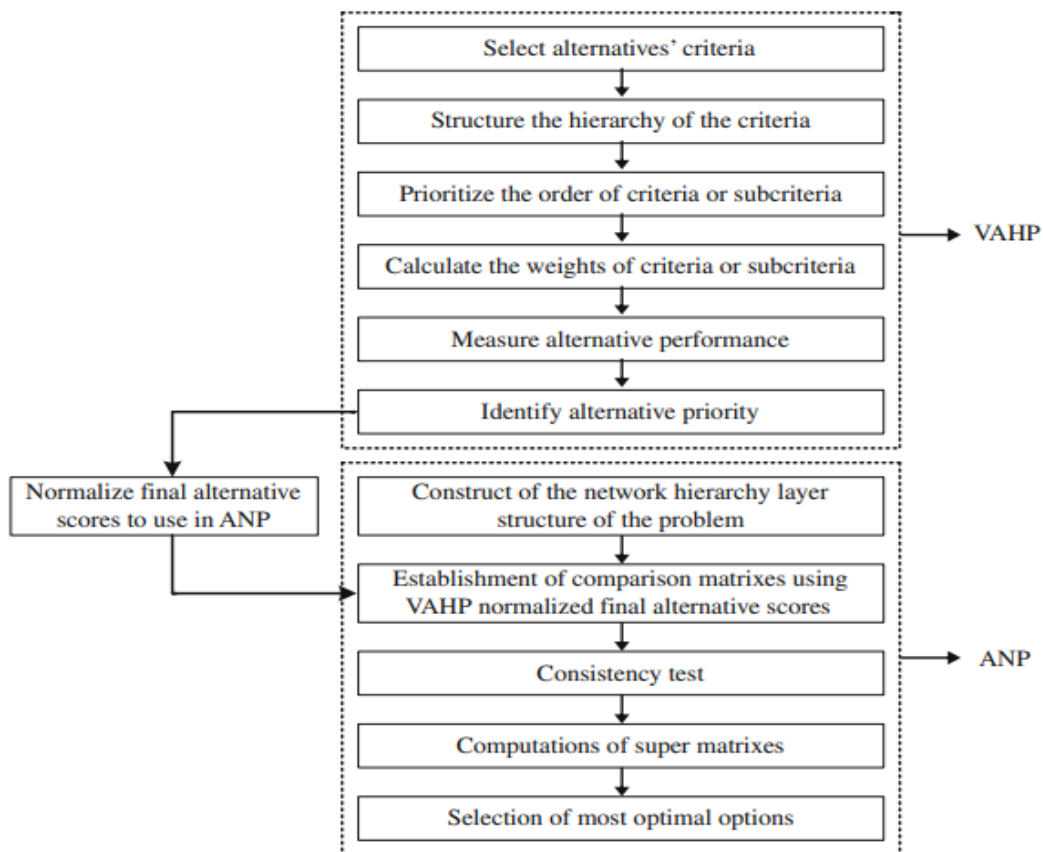 Select alternatives’ criteria
Structure the hierarchy of the criteria
Prioritize the order of criteria or subcriteria
VAHP
Calculate the weights of criteria or subcriteria
Measure alternative performance
Identify alternative priority
Normalize final alternative
scores to use in ANP
Construct of the network hierarchy layer
structure of the problem
Establishment of comparison matrixes using
VAHP normalized final alternative scores
Consistency test
ANP
Computations of super matrixes
Selection of most optimal options